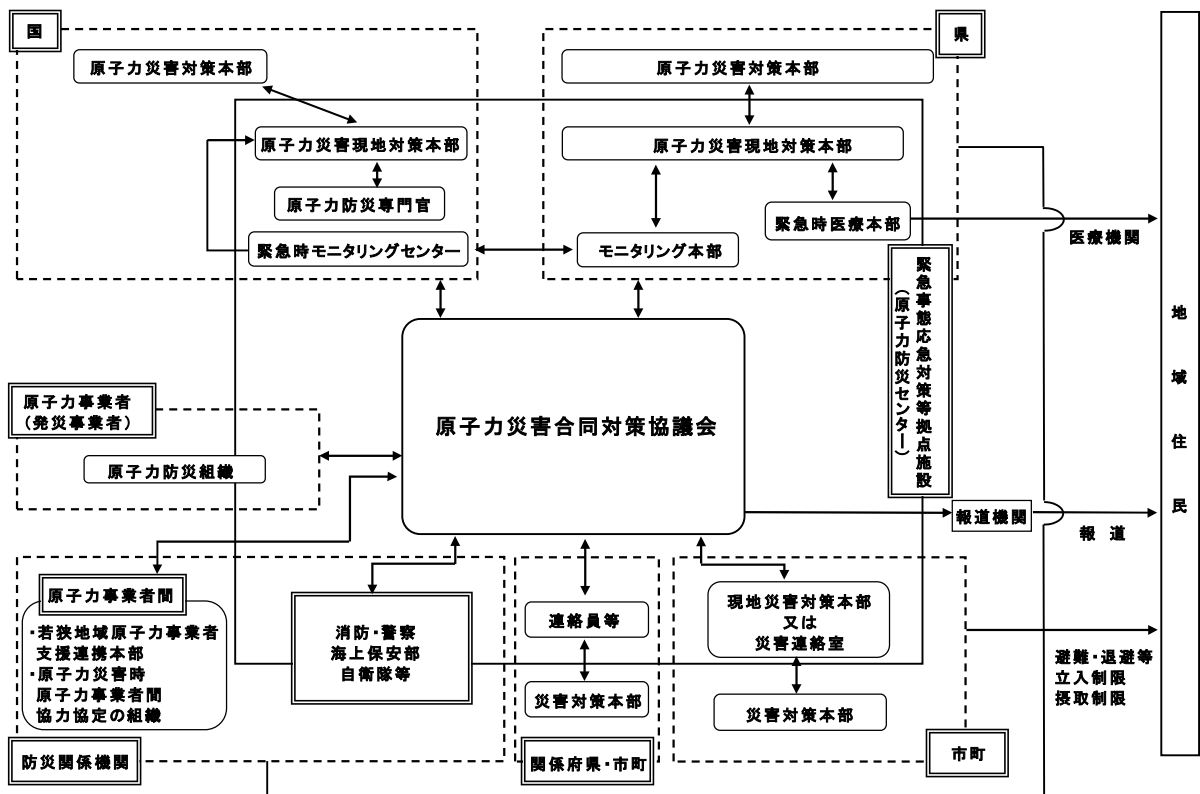 国
県
原子力災害対策本部
原子力災害対策本部
原子力災害現地対策本部
原子力災害現地対策本部
原子力防災専門官
緊急時医療本部
緊急時モニタリングセンター
モニタリング本部
医療機関
緊急事態応急対策等拠点施設
（原子力防災センター）
地域住民
原子力事業者
（発災事業者）
原子力災害合同対策協議会
原子力防災組織
報道機関
報道
原子力事業者間
・若狭地域原子力事業者
支援連携本部
・原子力災害時
原子力事業者間
協力協定の組織
消防・警察
海上保安部
自衛隊等
連絡員等
災害対策本部
現地災害対策本部
又は
災害連絡室
災害対策本部
避難・退避等
立入制限
摂取制限
防災関係機関
関係府県・市町
市町